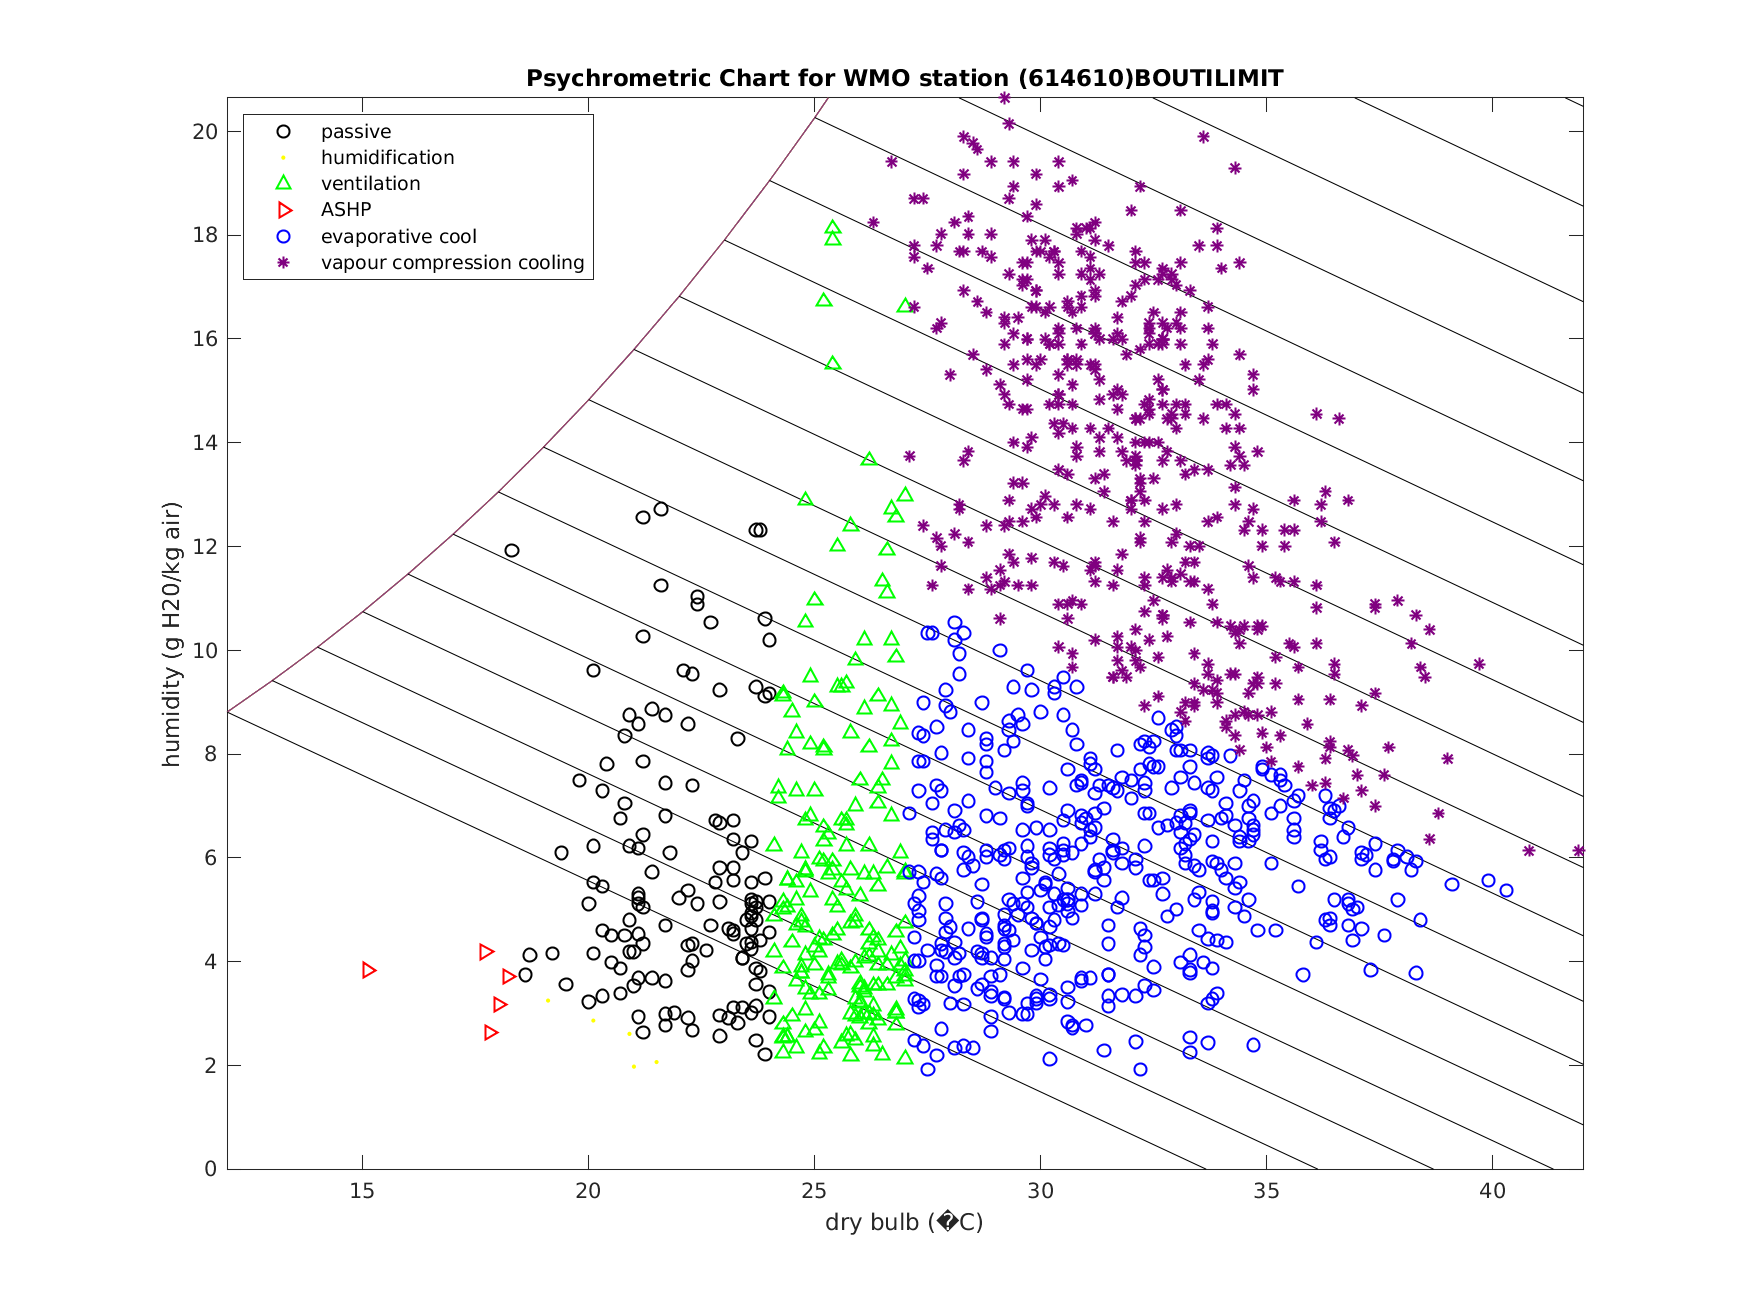 Psychrometric Chart for WMO station (614610)BOUTILIMIT
passive
humidification
ventilation
ASHP
evaporative cool
vapour compression cooling
humidity (g H20/kg air)
20
18
16
14
12
10
8
6
4
2
0
15 20 25 30 35 40
dry bulb (�C)